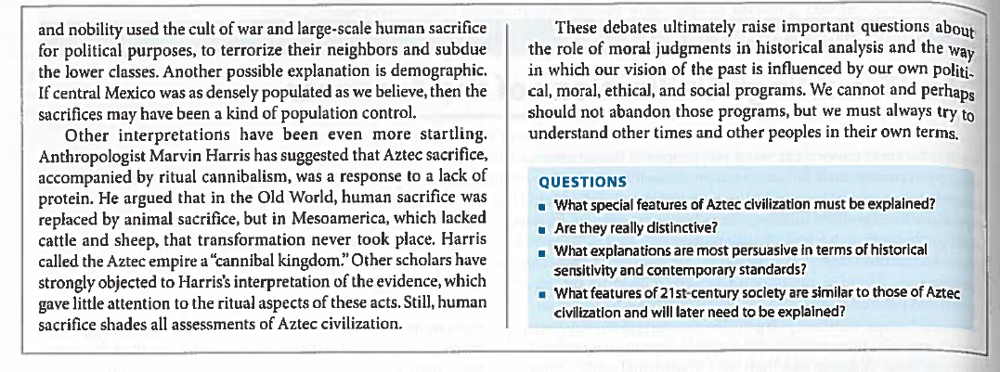 and nobility used the cult of war and large-scale human sacrifice
for political purposes, to terrorize their neighbors and subdue
the lower classes. Another possible explanation is demographic.
If central Mexico was as densely populated as we believe, then the
sacrifices may have been a kind of population control.
Other interpretations have been even more startling.
Anthropologist Marvin Harris has suggested that Aztec sacrifice,
accompanied by ritual cannibalism, was a response to a lack of
protein. He argued that in the Old World, human sacrifice was
replaced by animal sacrifice, but in Mesoamerica, which lacked
cattle and sheep, that transformation never took place. Harris
called the Aztec empire a “cannibal kingdom.” Other scholars have
strongly objected to Harris’s interpretation of the evidence, which
gave little attention to the ritual aspects of these acts. Still, human
sacrifice shades all assessments of Aztec civilization.
These debates ultimately raise important questions about
the role of moral judgments in historical analysis and the way
in which our vision of the past is influenced by our own politi-
cal, moral, ethical, and social programs. We cannot and perhaps
should not abandon those programs, but we must always try to
understand other times and other peoples in their own terms.
QUESTIONS
■ What special features of Aztec civilization must be explained?
■ Are they really distinctive?
■ What explanations are most persuasive in terms of historical
sensitivity and contemporary standards?
■ What features of 21st-century society are similar to those of Aztec
civilization and will later need to be explained?